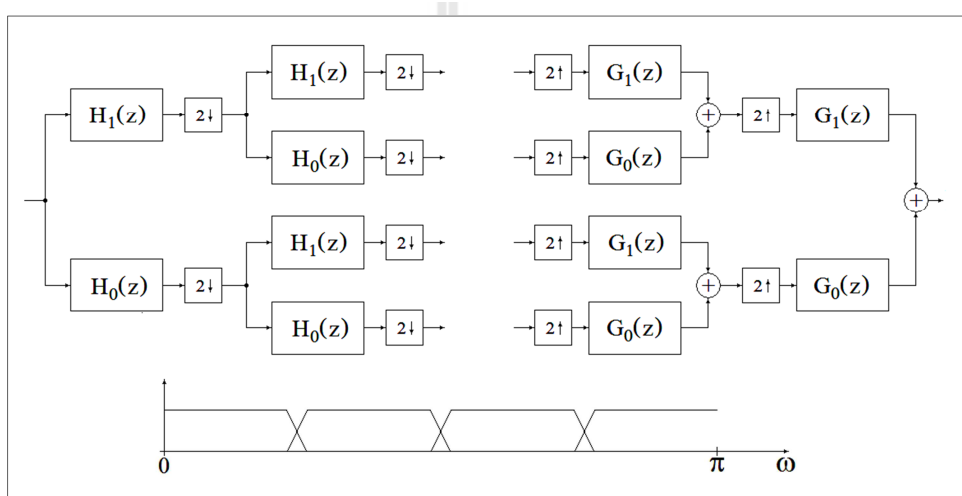 H1(z) 2↓ G1(z) 2↑
H1(z) 2↓ 2↑ G1(z)
H0(z) 2↓ 2↑ G0(z)
+ 2↑ G1(z)
+
H0(z) 2↓
H1(z) 2↓ 2↑ G1(z)
H0(z) 2↓ 2↑ G0(z)
+ 2↑ G0(z)
0 π ω